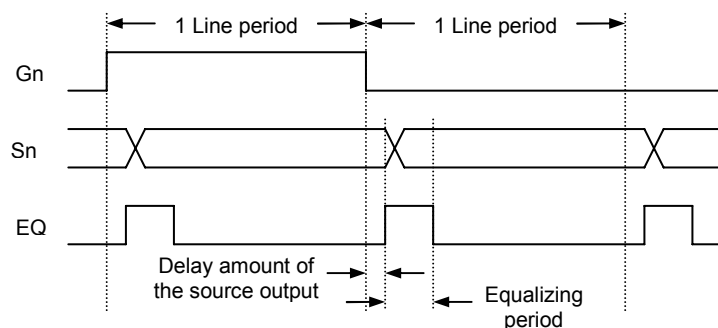 1 Line period
1 Line period
Gn
Sn
EQ
Delay amount of
the source output
Equalizing
period